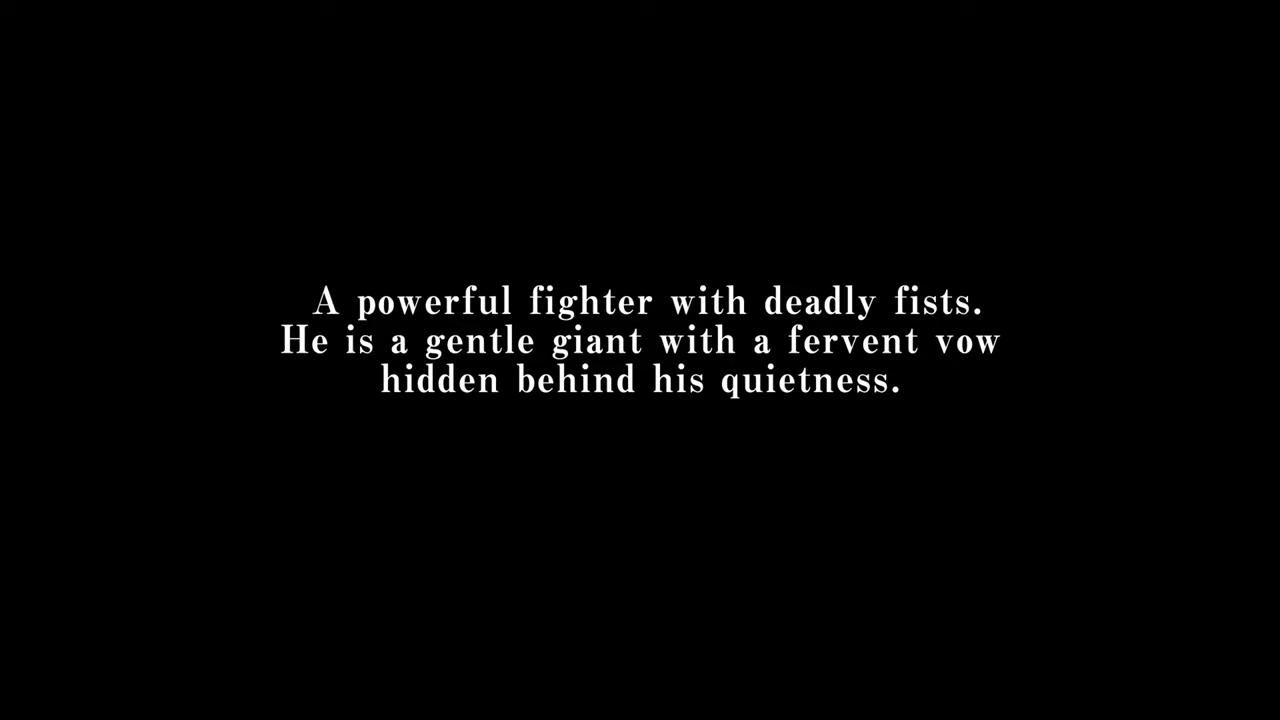 A powerful fighter with deadly fists.
He is a gentle giant with a fervent vow
hidden behind his quietness.